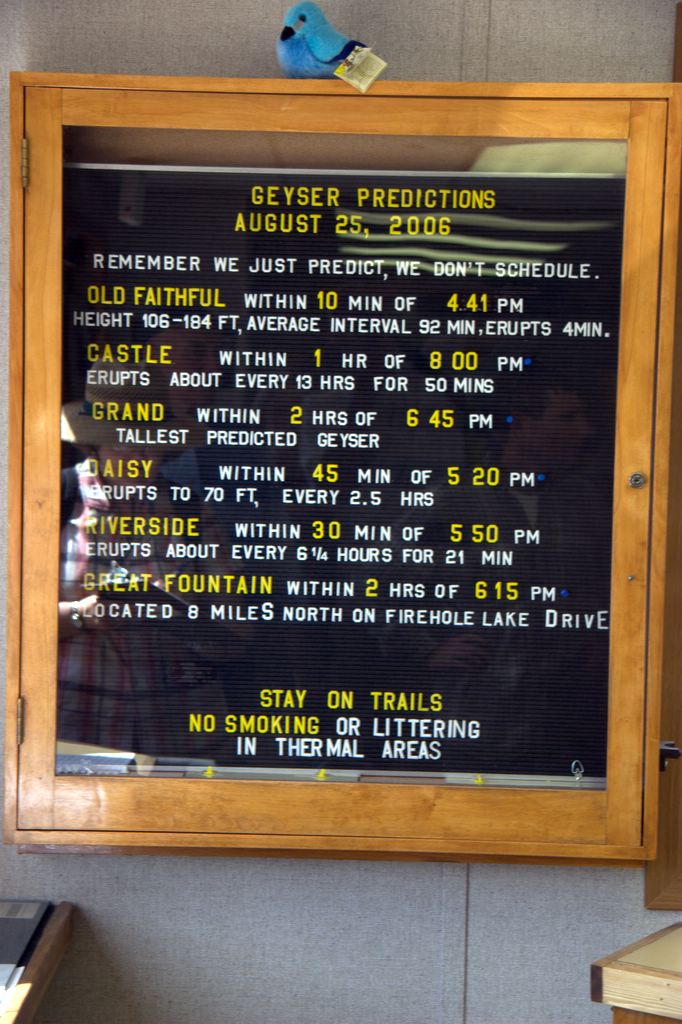 GEYSER PREDICTIONS
AUGUST 25, 2006
REMEMBER WE JUST PREDICT, WE DON'T SCHEDULE.
OLD FAITHFUL WITHIN 10 MIN OF 4.41 PM
HEIGHT 106-184 FT, AVERAGE INTERVAL 92 MIN, ERUPTS 4MIN.
CASTLE WITHIN 1 HR OF 8 00 PM
ERUPTS ABOUT EVERY 13 HRS FOR 50 MINS
GRAND WITHIN 2 HRS OF 6 45 PM
TALLEST PREDICTED GEYSER
DAISY WITHIN 45 MIN OF 5 20 PM
ERUPTS TO 70 FT, EVERY 2.5 HRS
RIVERSIDE WITHIN 30 MIN OF 5 50 PM
ERUPTS ABOUT EVERY 6 1/4 HOURS FOR 21 MIN
GREAT FOUNTAIN WITHIN 2 HRS OF 6 15 PM
LOCATED 8 MILES NORTH ON FIREHOLE LAKE DRIVE
STAY ON TRAILS
NO SMOKING OR LITTERING
IN THERMAL AREAS